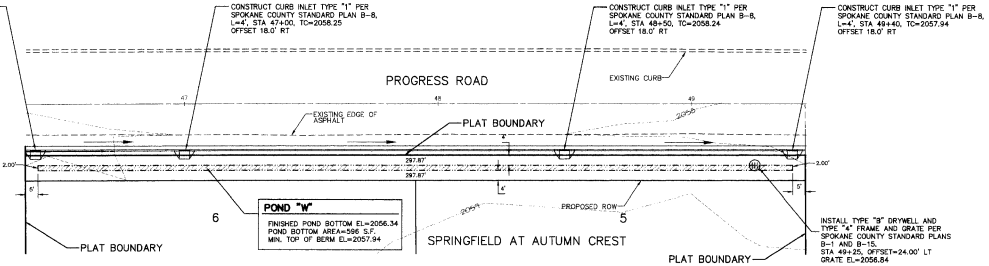 CONSTRUCT CURB INLET TYPE "1" PER
SPOKANE COUNTY STANDARD PLAN B-8,
L=4', STA 47+00, TC=2058.25
OFFSET 18.0' RT
CONSTRUCT CURB INLET TYPE "1" PER
SPOKANE COUNTY STANDARD PLAN B-8,
L=4', STA 48+50, TC=2058.24
OFFSET 18.0' RT
CONSTRUCT CURB INLET TYPE "1" PER
SPOKANE COUNTY STANDARD PLAN B-8,
L=4', STA 49+40, TC=2057.94
OFFSET 18.0' RT
PROGRESS ROAD
EXISTING CURB
47
48
49
2058
EXISTING EDGE OF
ASPHALT
PLAT BOUNDARY
4'
2.00'
297.87'
297.87'
2.00'
6'
4'
5'
POND "W"
FINISHED POND BOTTOM EL=2056.34
POND BOTTOM AREA=596 S.F.
MIN. TOP OF BERM EL=2057.94
6
2059
PROPOSED ROW
5
SPRINGFIELD AT AUTUMN CREST
PLAT BOUNDARY
PLAT BOUNDARY
INSTALL TYPE "B" DRYWELL AND
TYPE "4" FRAME AND GRATE PER
SPOKANE COUNTY STANDARD PLANS
B-1 AND B-15.
STA 49+25, OFFSET=24.00' LT
GRATE EL=2056.84